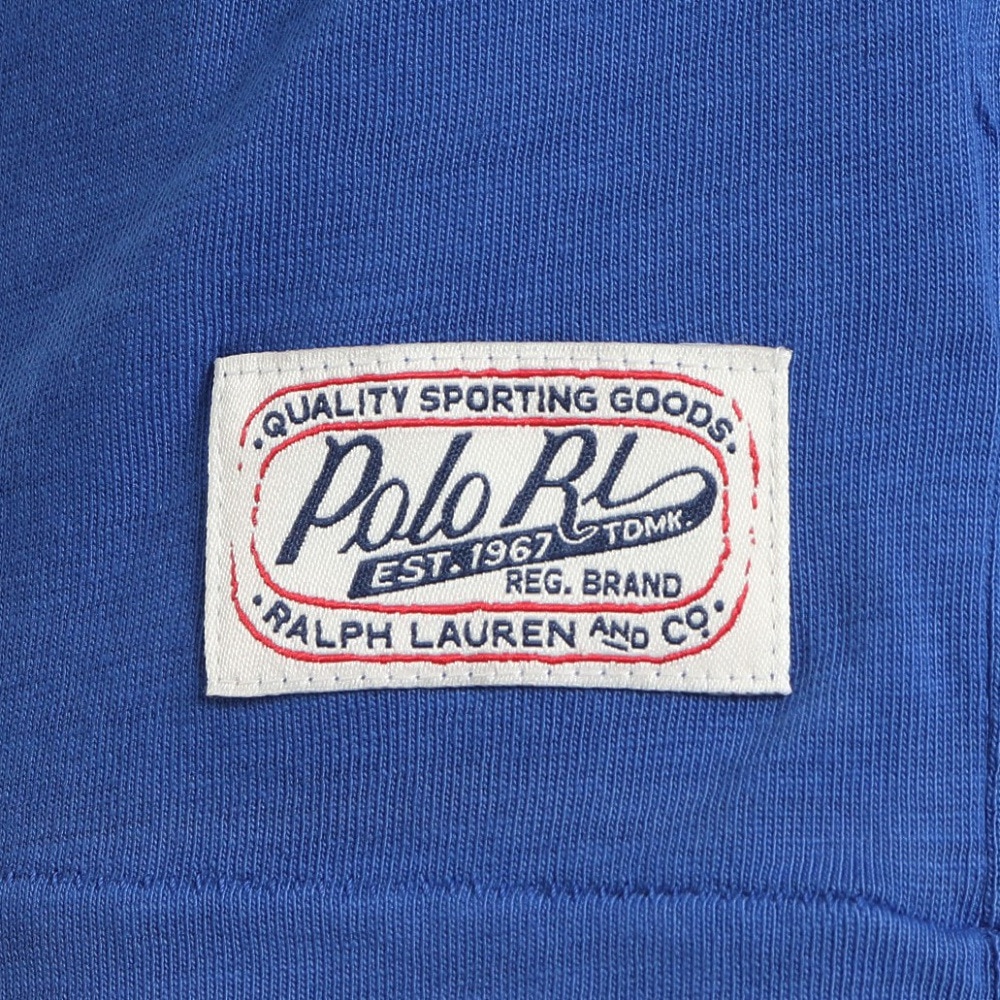 ·QUALITY SPORTING GOODS·
Polo RL
EST. 1967 TDMK.
REG. BRAND
·RALPH LAUREN AND CO.·